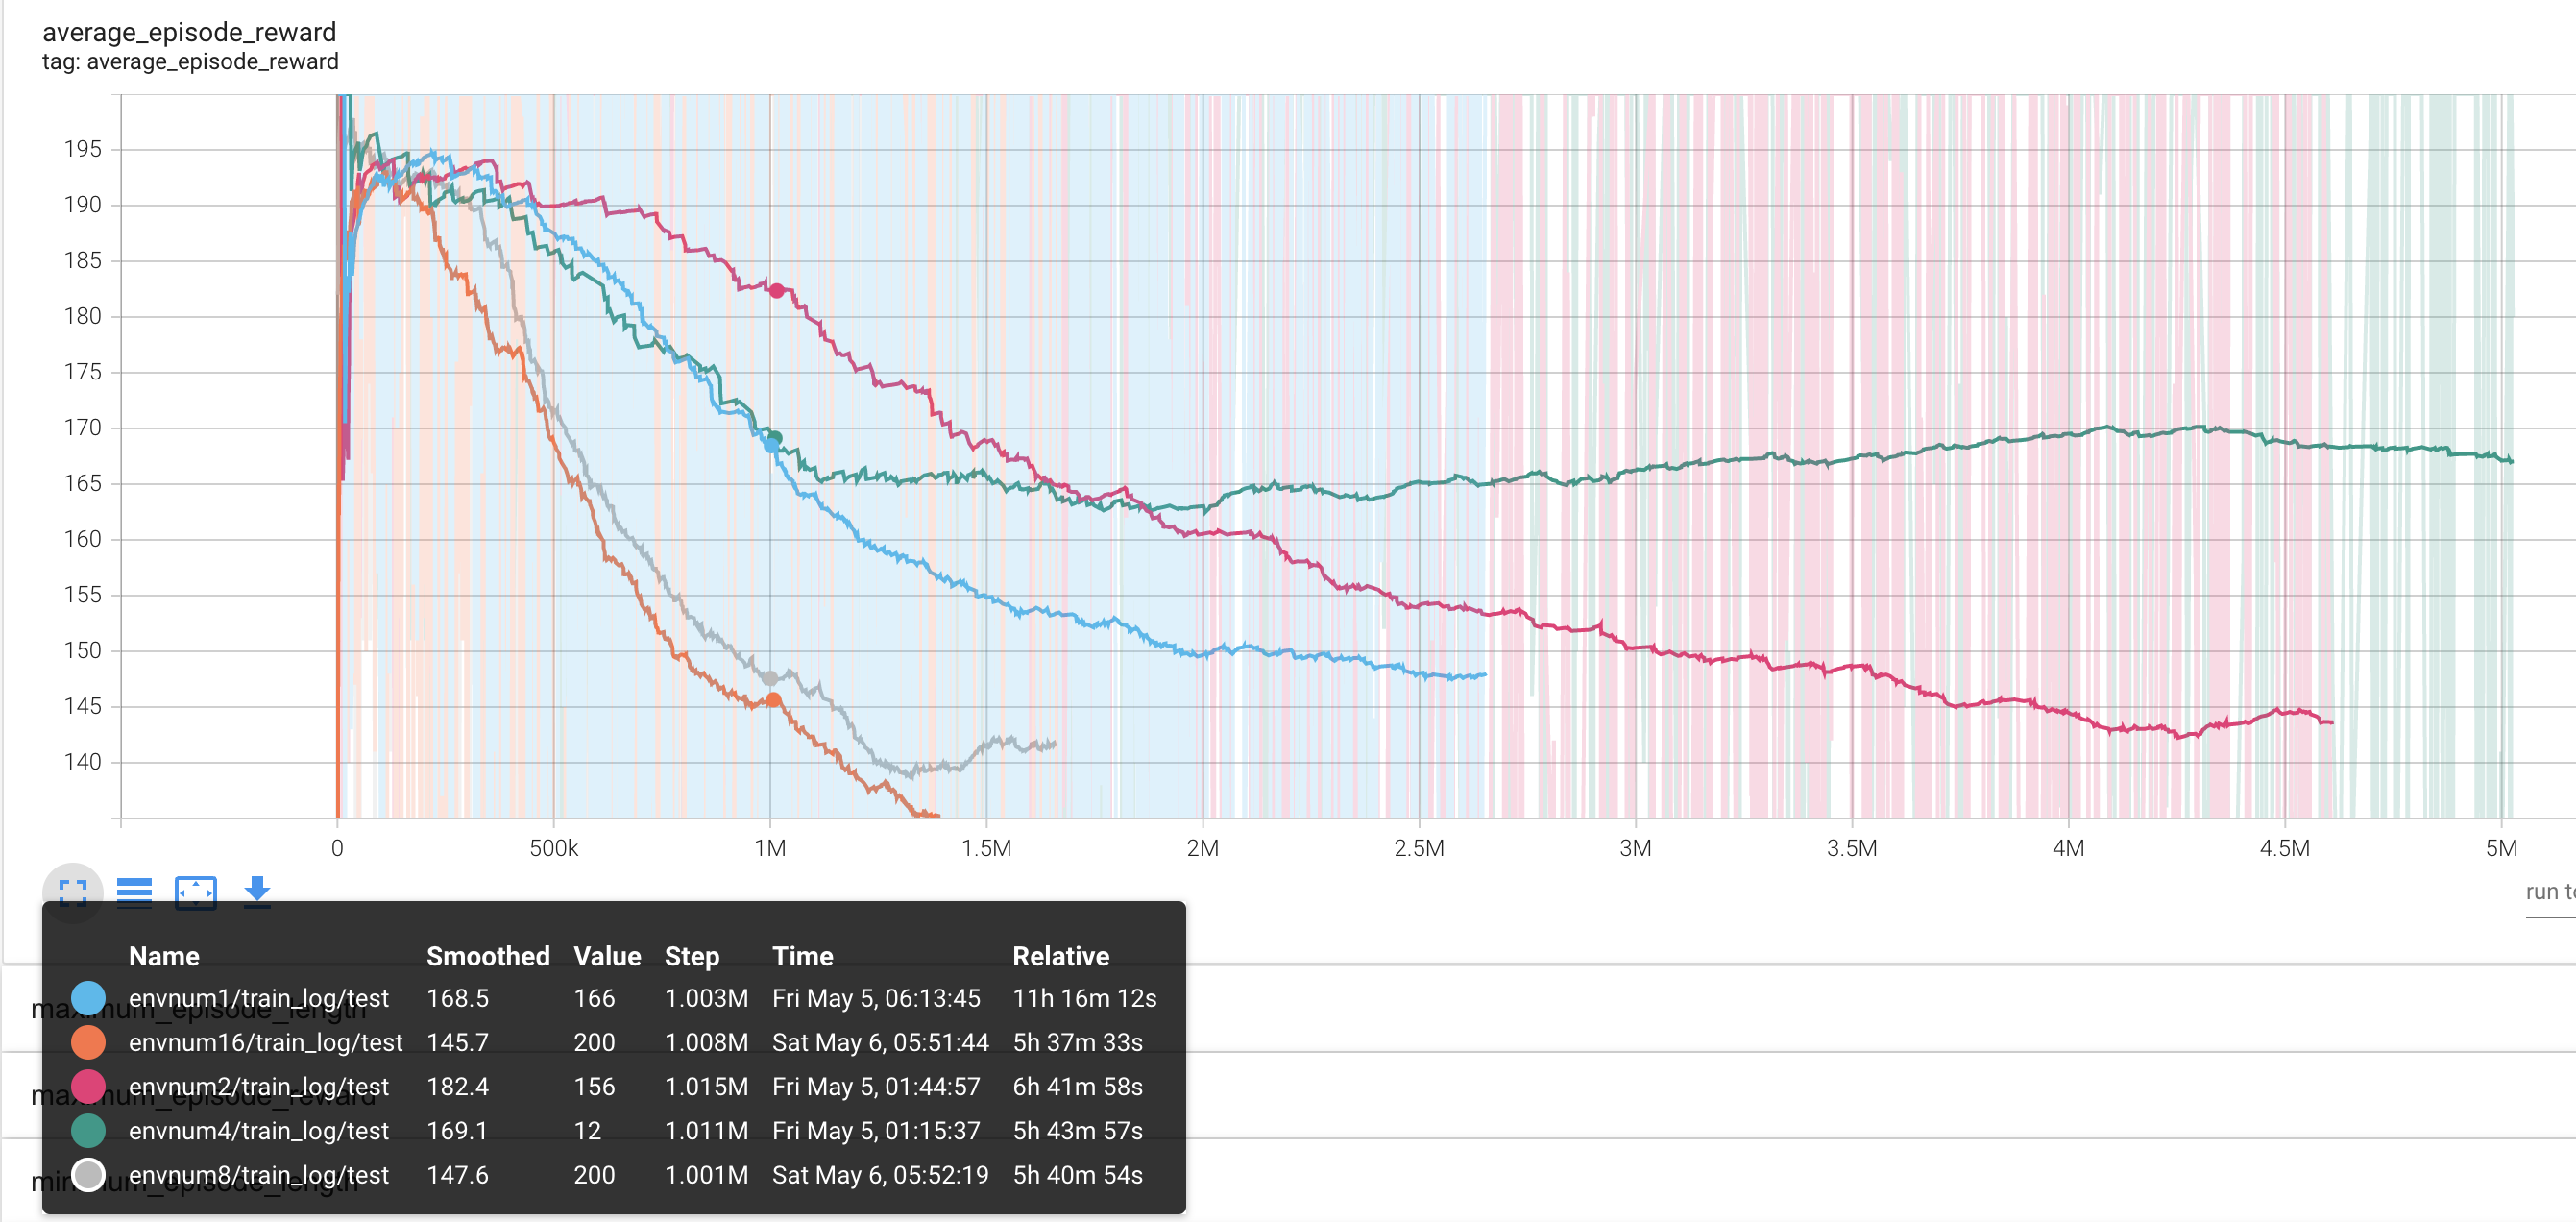 average_episode_reward
tag: average_episode_reward
195
190
185
180
175
170
165
160
155
150
145
140
0 500k 1M 1.5M 2M 2.5M 3M 3.5M 4M 4.5M 5M
run to
Name Smoothed Value Step Time Relative
envnum1/train_log/test 168.5 166 1.003M Fri May 5, 06:13:45 11h 16m 12s
maximum_episode_length
envnum16/train_log/test 145.7 200 1.008M Sat May 6, 05:51:44 5h 37m 33s
envnum2/train_log/test 182.4 156 1.015M Fri May 5, 01:44:57 6h 41m 58s
maximum_episode_reward
envnum4/train_log/test 169.1 12 1.011M Fri May 5, 01:15:37 5h 43m 57s
envnum8/train_log/test 147.6 200 1.001M Sat May 6, 05:52:19 5h 40m 54s
minimum_episode_length